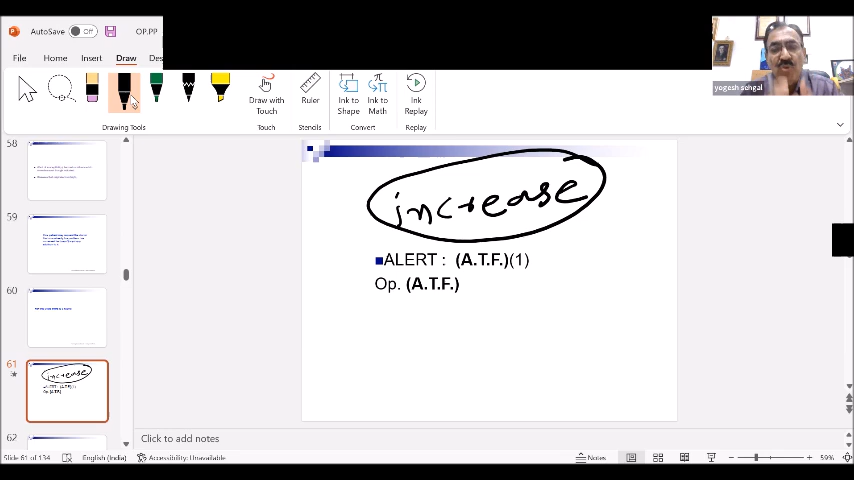 AutoSave Off OP.PP
File Home Insert Draw Des
yogesh sehgal
Draw with Touch
Ruler
Ink to Shape
Ink to Math
Ink Replay
Drawing Tools Touch Stencils Convert Replay
58
59
60
61
62
increase
ALERT : (A.T.F.)(1)
Op. (A.T.F.)
Click to add notes
Slide 61 of 134 English (India) Accessibility: Unavailable Notes 59%